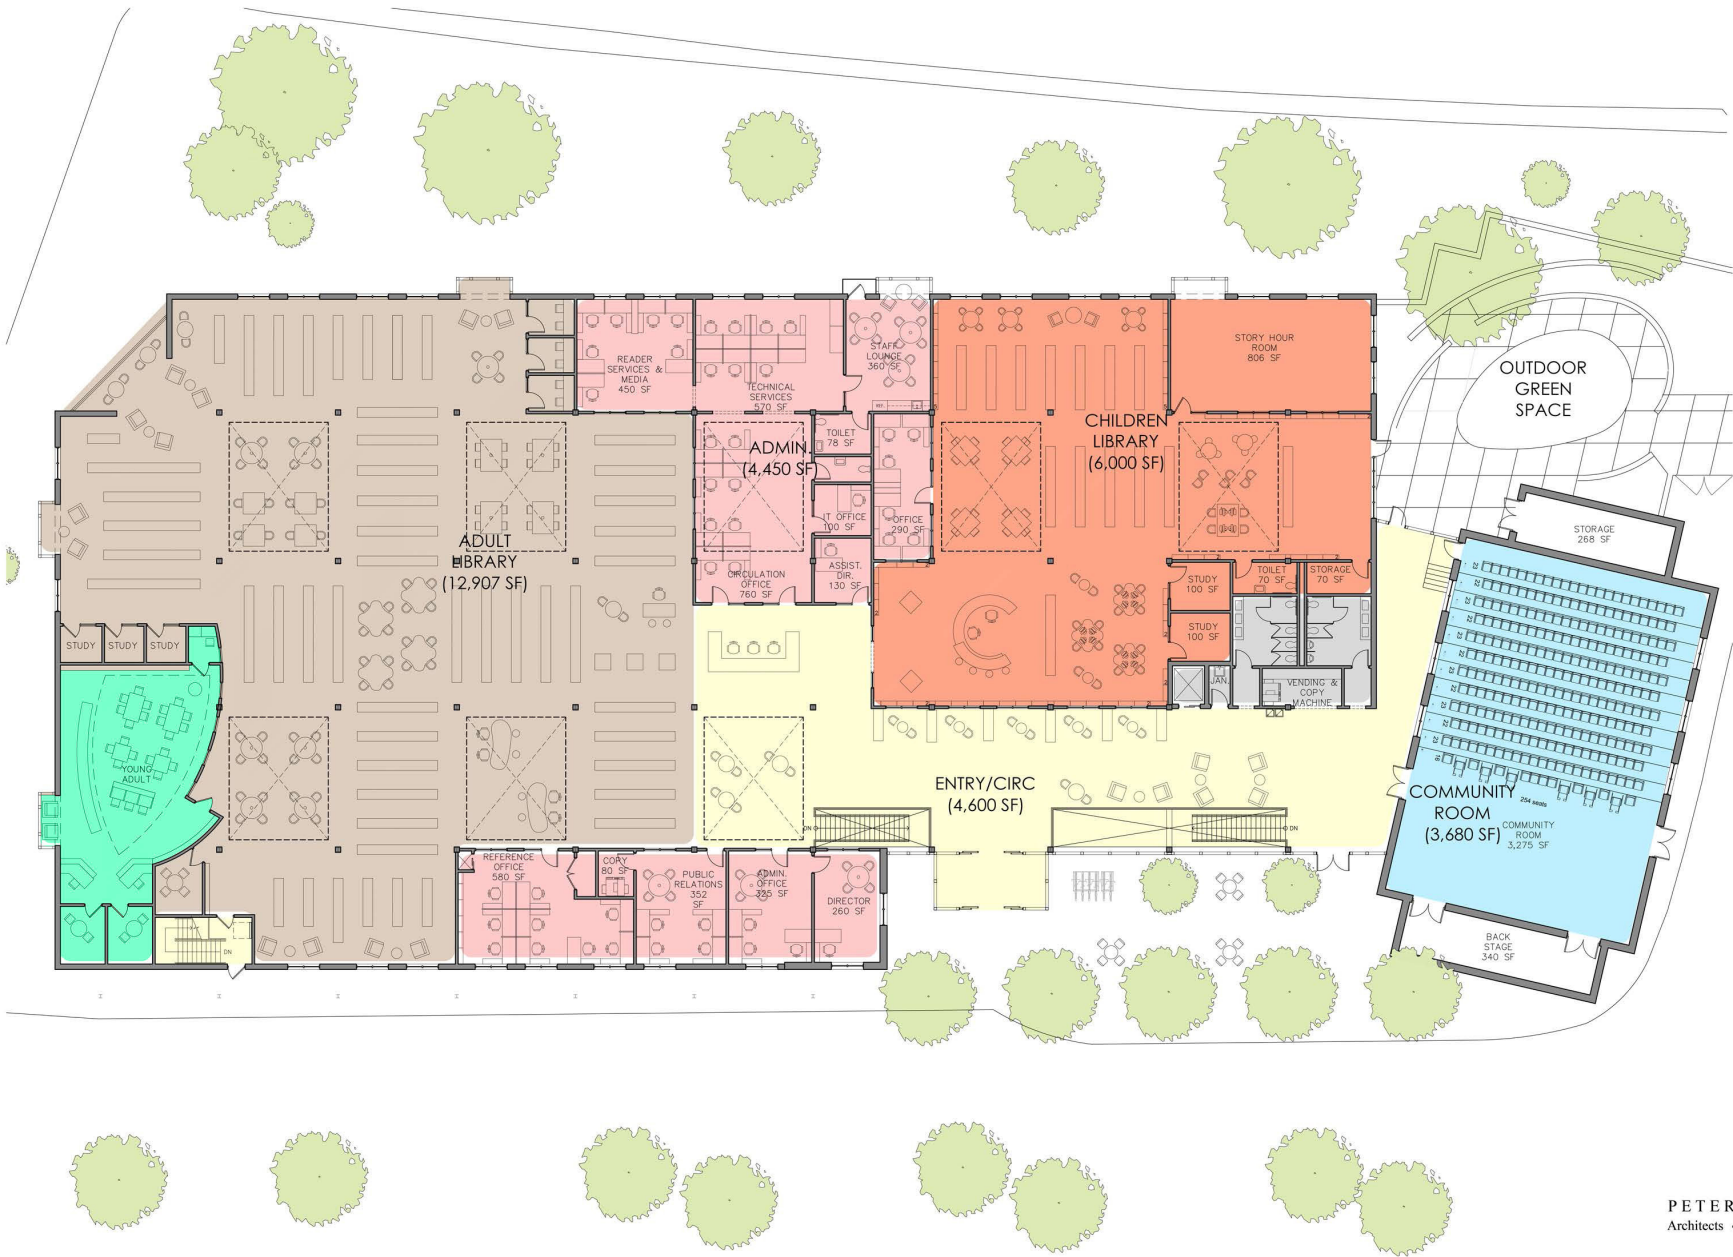 READER
SERVICES &
MEDIA
450 SF
TECHNICAL
SERVICES
570 SF
STAFF
LOUNGE
360 SF
REF.
STORY HOUR
ROOM
806 SF
OUTDOOR
GREEN
SPACE
TOILET
78 SF
ADMIN.
(4,450 SF)
CHILDREN
LIBRARY
(6,000 SF)
IT OFFICE
100 SF
OFFICE
290 SF
STORAGE
268 SF
ADULT
LIBRARY
(12,907 SF)
CIRCULATION
OFFICE
760 SF
ASSIST.
DIR.
130 SF
STUDY
100 SF
TOILET
70 SF
STORAGE
70 SF
STUDY
100 SF
STUDY
STUDY
STUDY
JAN.
VENDING &
COPY
MACHINE
YOUNG
ADULT
ENTRY/CIRC
(4,600 SF)
DN
DN
254 seats
COMMUNITY
ROOM
(3,680 SF)
COMMUNITY
ROOM
3,275 SF
REFERENCE
OFFICE
580 SF
COPY
80 SF
PUBLIC
RELATIONS
352
SF
ADMIN.
OFFICE
325 SF
DIRECTOR
260 SF
DN
BACK
STAGE
340 SF
PETER
Architects